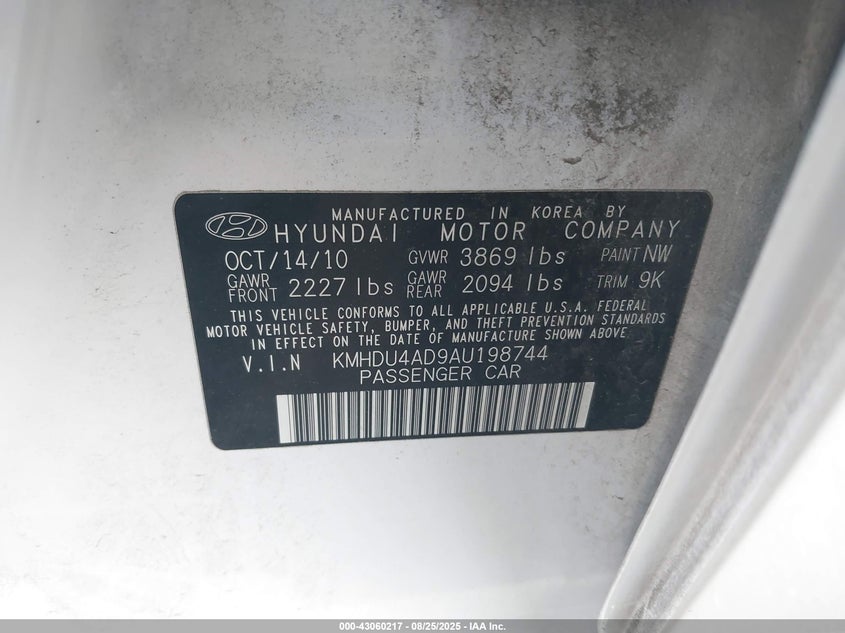 MANUFACTURED IN KOREA BY
HYUNDAI MOTOR COMPANY
OCT/14/10 GVWR 3869 lbs PAINT NW
GAWR FRONT 2227 lbs GAWR REAR 2094 lbs TRIM 9K
THIS VEHICLE CONFORMS TO ALL APPLICABLE U.S.A. FEDERAL
MOTOR VEHICLE SAFETY, BUMPER, AND THEFT PREVENTION STANDARDS
IN EFFECT ON THE DATE OF MANUFACTURE SHOWN ABOVE.
V.I.N KMHDU4AD9AU198744
PASSENGER CAR
000-43060217 - 08/25/2025 - IAA Inc.